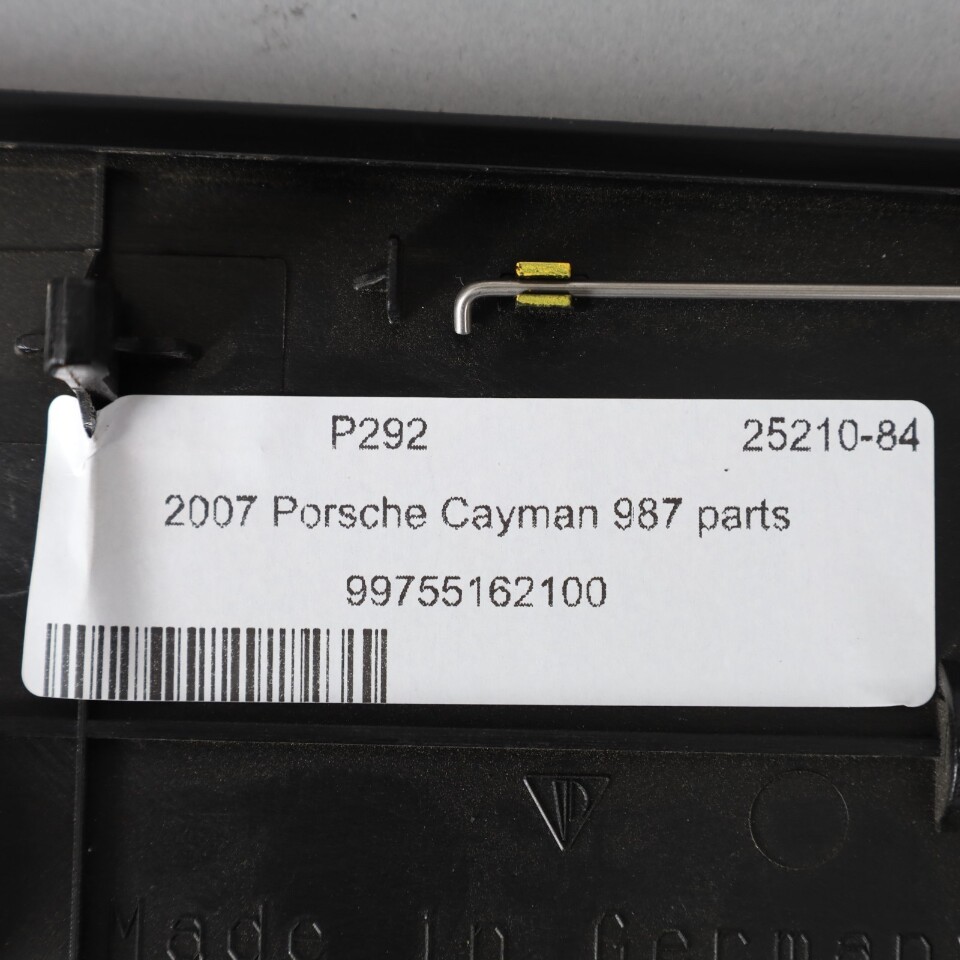 P292 25210-84
2007 Porsche Cayman 987 parts
99755162100
Made in Germany